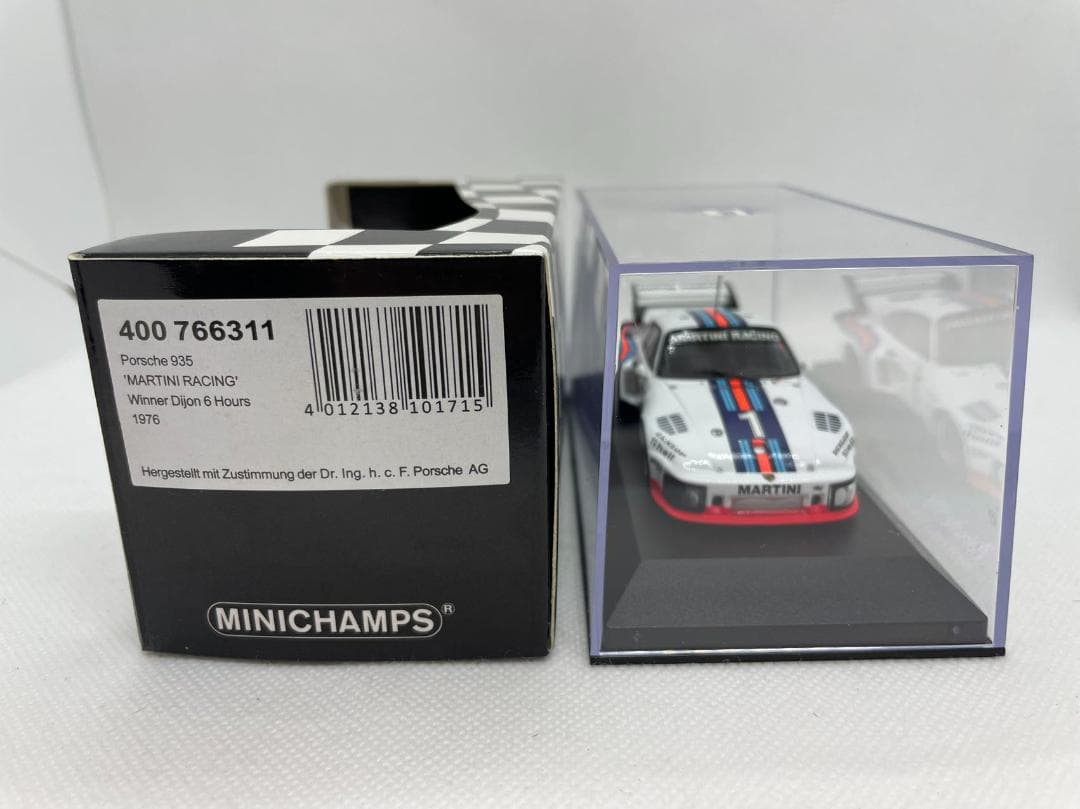 400 766311
Porsche 935
'MARTINI RACING'
Winner Dijon 6 Hours
1976
4 012138 101715
Hergestellt mit Zustimmung der Dr. Ing. h. c. F. Porsche AG
MINICHAMPS®
MARTINI RACING
1
Shell
MARTINI